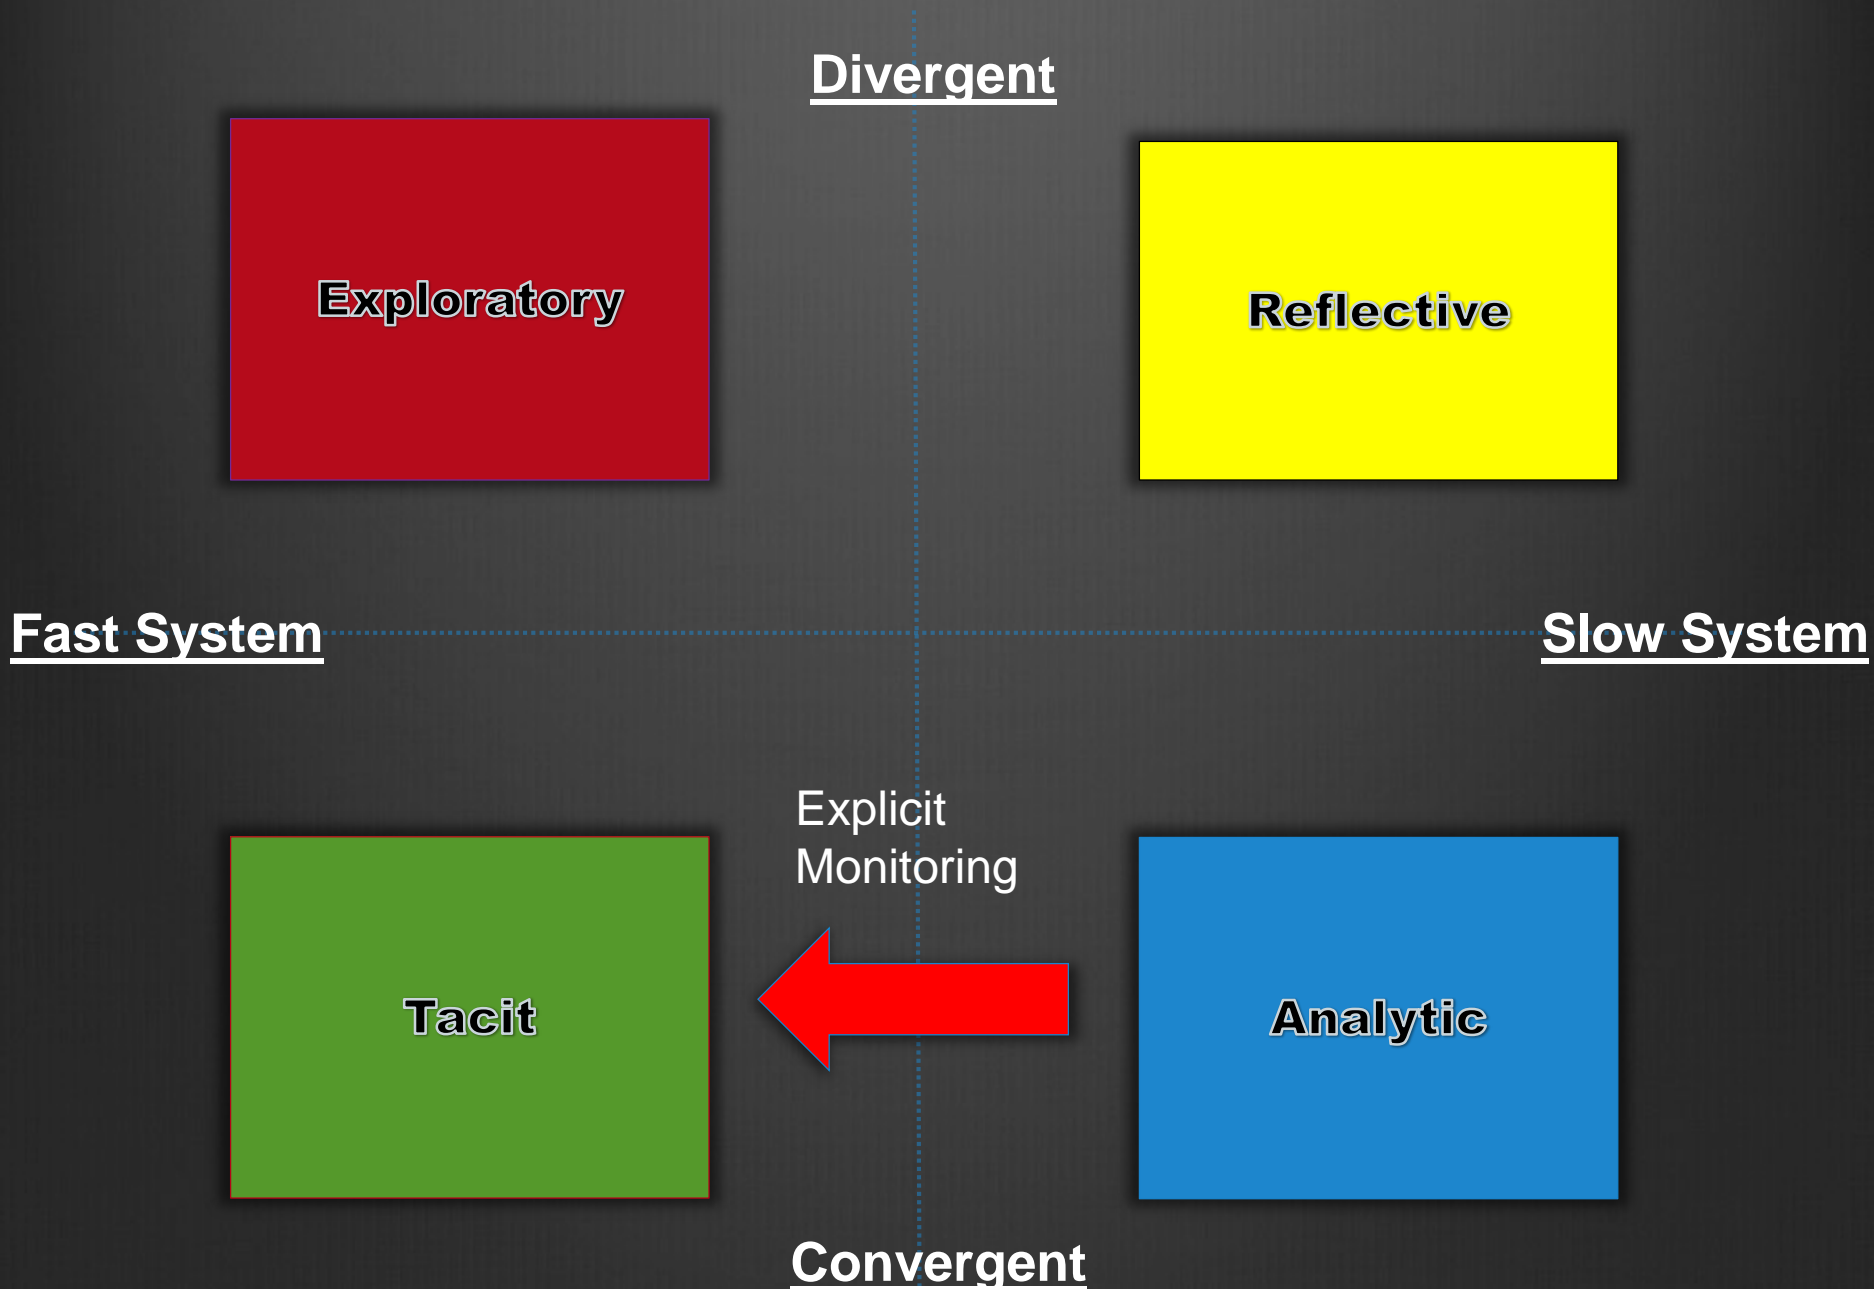 Divergent
Exploratory
Reflective
Fast System
Slow System
Explicit
Monitoring
Tacit
Analytic
Convergent